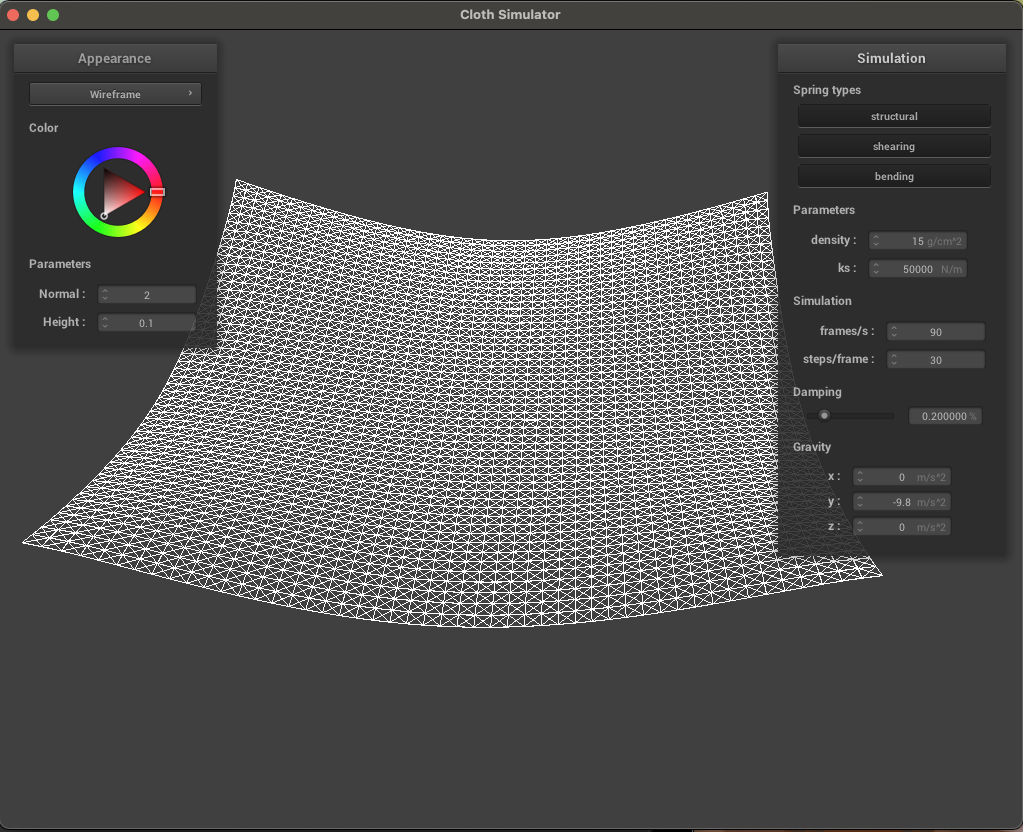 Cloth Simulator
Appearance
Wireframe
Color
Parameters
Normal : 2
Height : 0.1
Simulation
Spring types
structural
shearing
bending
Parameters
density : 15 g/cm^2
ks : 50000 N/m
Simulation
frames/s : 90
steps/frame : 30
Damping
0.200000 %
Gravity
x : 0 m/s^2
y : -9.8 m/s^2
z : 0 m/s^2